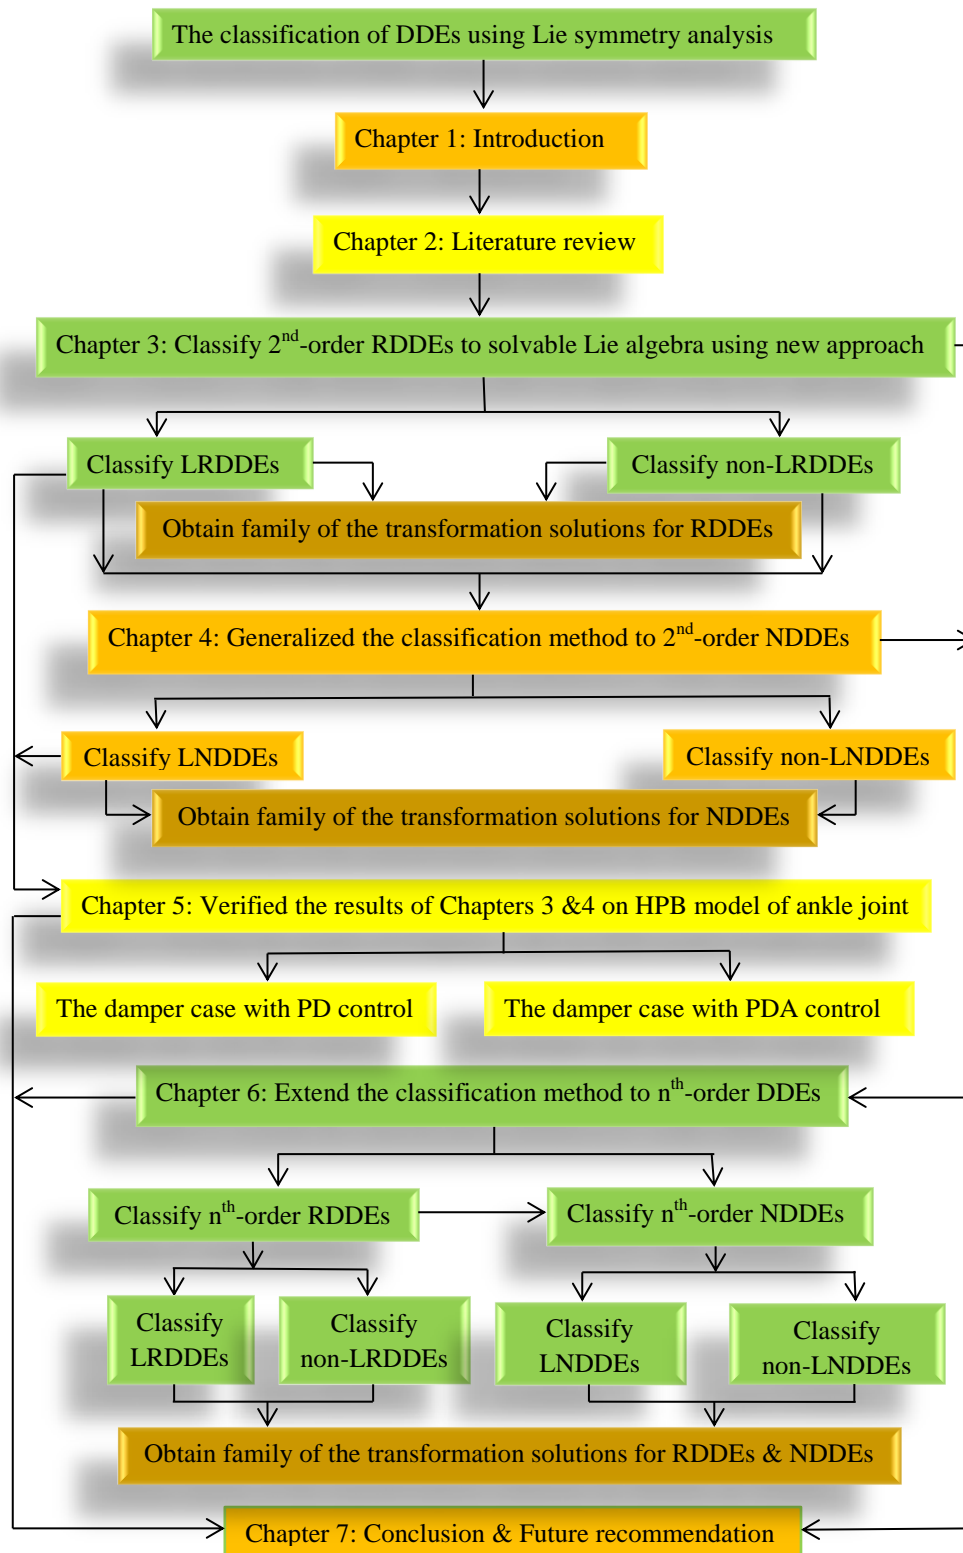 The classification of DDEs using Lie symmetry analysis
Chapter 1: Introduction
Chapter 2: Literature review
Chapter 3: Classify 2nd-order RDDEs to solvable Lie algebra using new approach
Classify LRDDEs
Classify non-LRDDEs
Obtain family of the transformation solutions for RDDEs
Chapter 4: Generalized the classification method to 2nd-order NDDEs
Classify LNDDEs
Classify non-LNDDEs
Obtain family of the transformation solutions for NDDEs
Chapter 5: Verified the results of Chapters 3 &4 on HPB model of ankle joint
The damper case with PD control
The damper case with PDA control
Chapter 6: Extend the classification method to nth-order DDEs
Classify nth-order RDDEs
Classify nth-order NDDEs
Classify
LRDDEs
Classify
non-LRDDEs
Classify
LNDDEs
Classify
non-LNDDEs
Obtain family of the transformation solutions for RDDEs & NDDEs
Chapter 7: Conclusion & Future recommendation